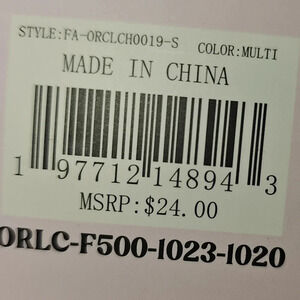 STYLE:FA-ORCLCH0019-S COLOR:MULTI
MADE IN CHINA
1 97712 14894 3
MSRP:$24.00
ORLC-F500-1023-1020